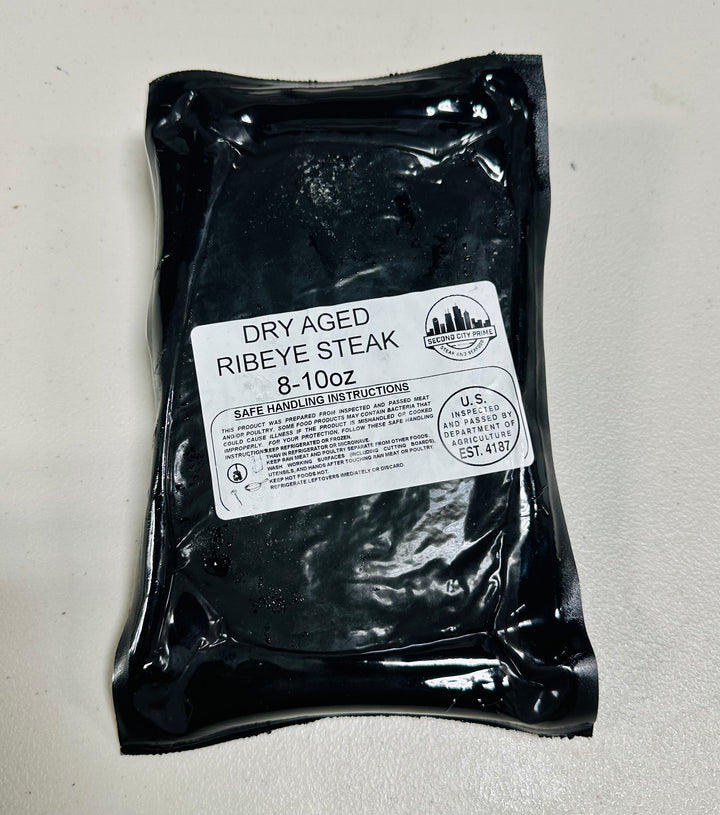 DRY AGED
RIBEYE STEAK
8-10oz
SECOND CITY PRIME
STEAK AND SEAFOOD
SAFE HANDLING INSTRUCTIONS
THIS PRODUCT WAS PREPARED FROM INSPECTED AND PASSED MEAT
AND/OR POULTRY. SOME FOOD PRODUCTS MAY CONTAIN BACTERIA THAT
COULD CAUSE ILLNESS IF THE PRODUCT IS MISHANDLED OR COOKED
IMPROPERLY. FOR YOUR PROTECTION, FOLLOW THESE SAFE HANDLING
INSTRUCTIONS
KEEP REFRIGERATED OR FROZEN.
THAW IN REFRIGERATOR OR MICROWAVE.
KEEP RAW MEAT AND POULTRY SEPARATE FROM OTHER FOODS.
WASH WORKING SURFACES (INCLUDING CUTTING BOARDS),
UTENSILS, AND HANDS AFTER TOUCHING RAW MEAT OR POULTRY.
KEEP HOT FOODS HOT.
REFRIGERATE LEFTOVERS IMEDIATELY OR DISCARD.
U.S.
INSPECTED
AND PASSED BY
DEPARTMENT OF
AGRICULTURE
EST. 4187